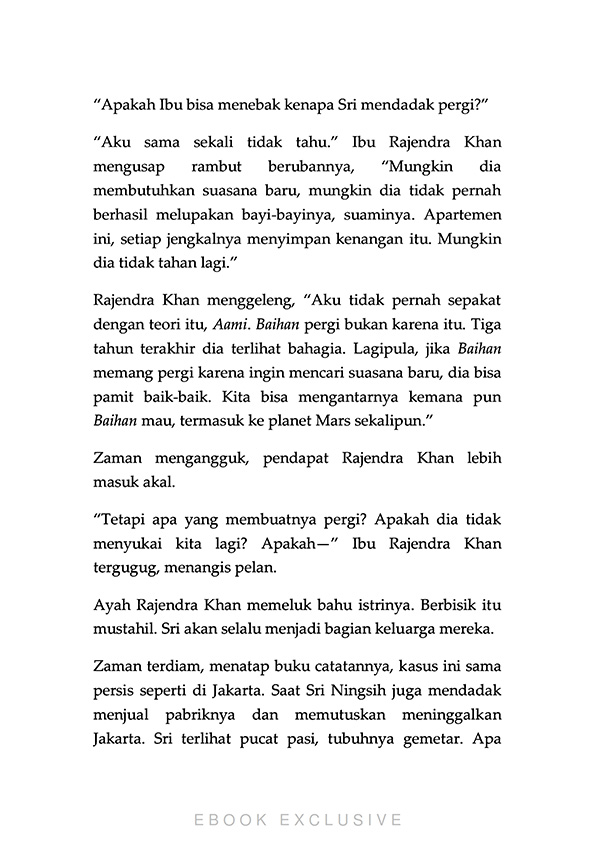 “Apakah Ibu bisa menebak kenapa Sri mendadak pergi?”
“Aku sama sekali tidak tahu.” Ibu Rajendra Khan
mengusap rambut berubannya, “Mungkin dia
membutuhkan suasana baru, mungkin dia tidak pernah
berhasil melupakan bayi-bayinya, suaminya. Apartemen
ini, setiap jengkalnya menyimpan kenangan itu. Mungkin
dia tidak tahan lagi.”
Rajendra Khan menggeleng, “Aku tidak pernah sepakat
dengan teori itu, Aami. Baihan pergi bukan karena itu. Tiga
tahun terakhir dia terlihat bahagia. Lagipula, jika Baihan
memang pergi karena ingin mencari suasana baru, dia bisa
pamit baik-baik. Kita bisa mengantarnya kemana pun
Baihan mau, termasuk ke planet Mars sekalipun.”
Zaman mengangguk, pendapat Rajendra Khan lebih
masuk akal.
“Tetapi apa yang membuatnya pergi? Apakah dia tidak
menyukai kita lagi? Apakah—” Ibu Rajendra Khan
tergugug, menangis pelan.
Ayah Rajendra Khan memeluk bahu istrinya. Berbisik itu
mustahil. Sri akan selalu menjadi bagian keluarga mereka.
Zaman terdiam, menatap buku catatannya, kasus ini sama
persis seperti di Jakarta. Saat Sri Ningsih juga mendadak
menjual pabriknya dan memutuskan meninggalkan
Jakarta. Sri terlihat pucat pasi, tubuhnya gemetar. Apa
EBOOK EXCLUSIVE